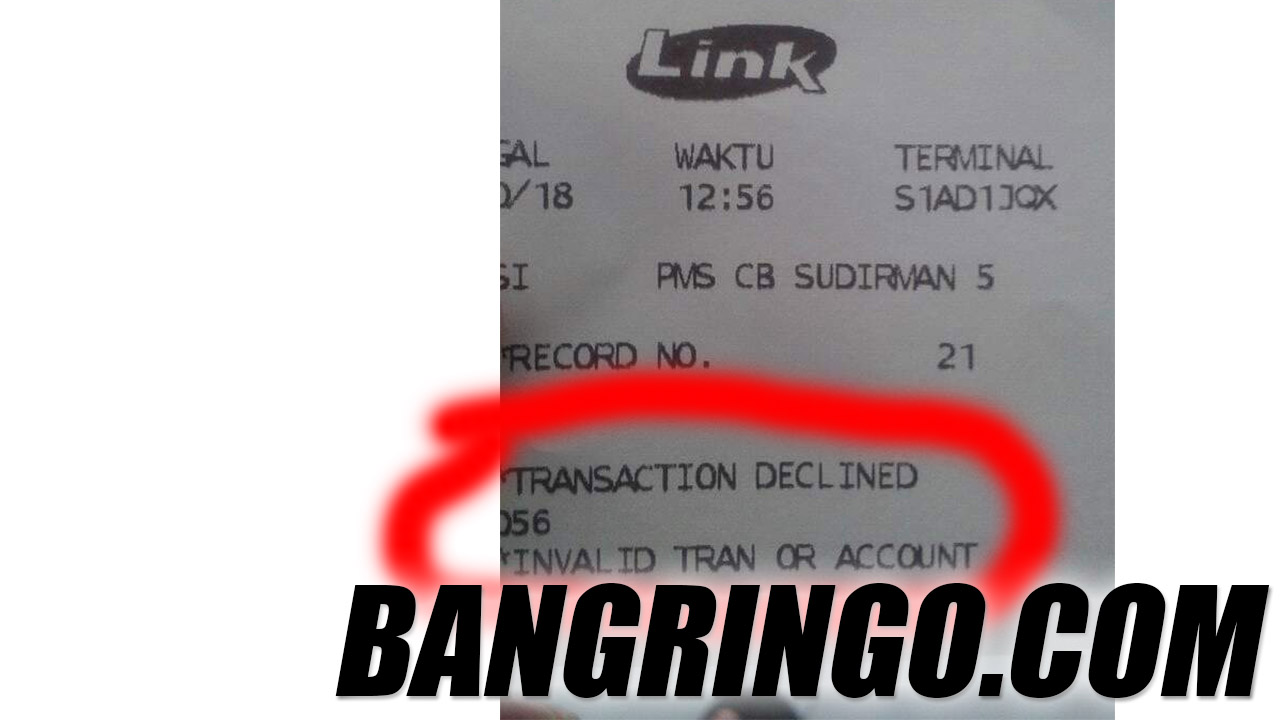 Link
GAL WAKTU TERMINAL
0/18 12:56 S1AD1JQX
SI PMS CB SUDIRMAN 5
*RECORD NO. 21
*TRANSACTION DECLINED
056
*INVALID TRAN OR ACCOUNT
BANGRINGO.COM